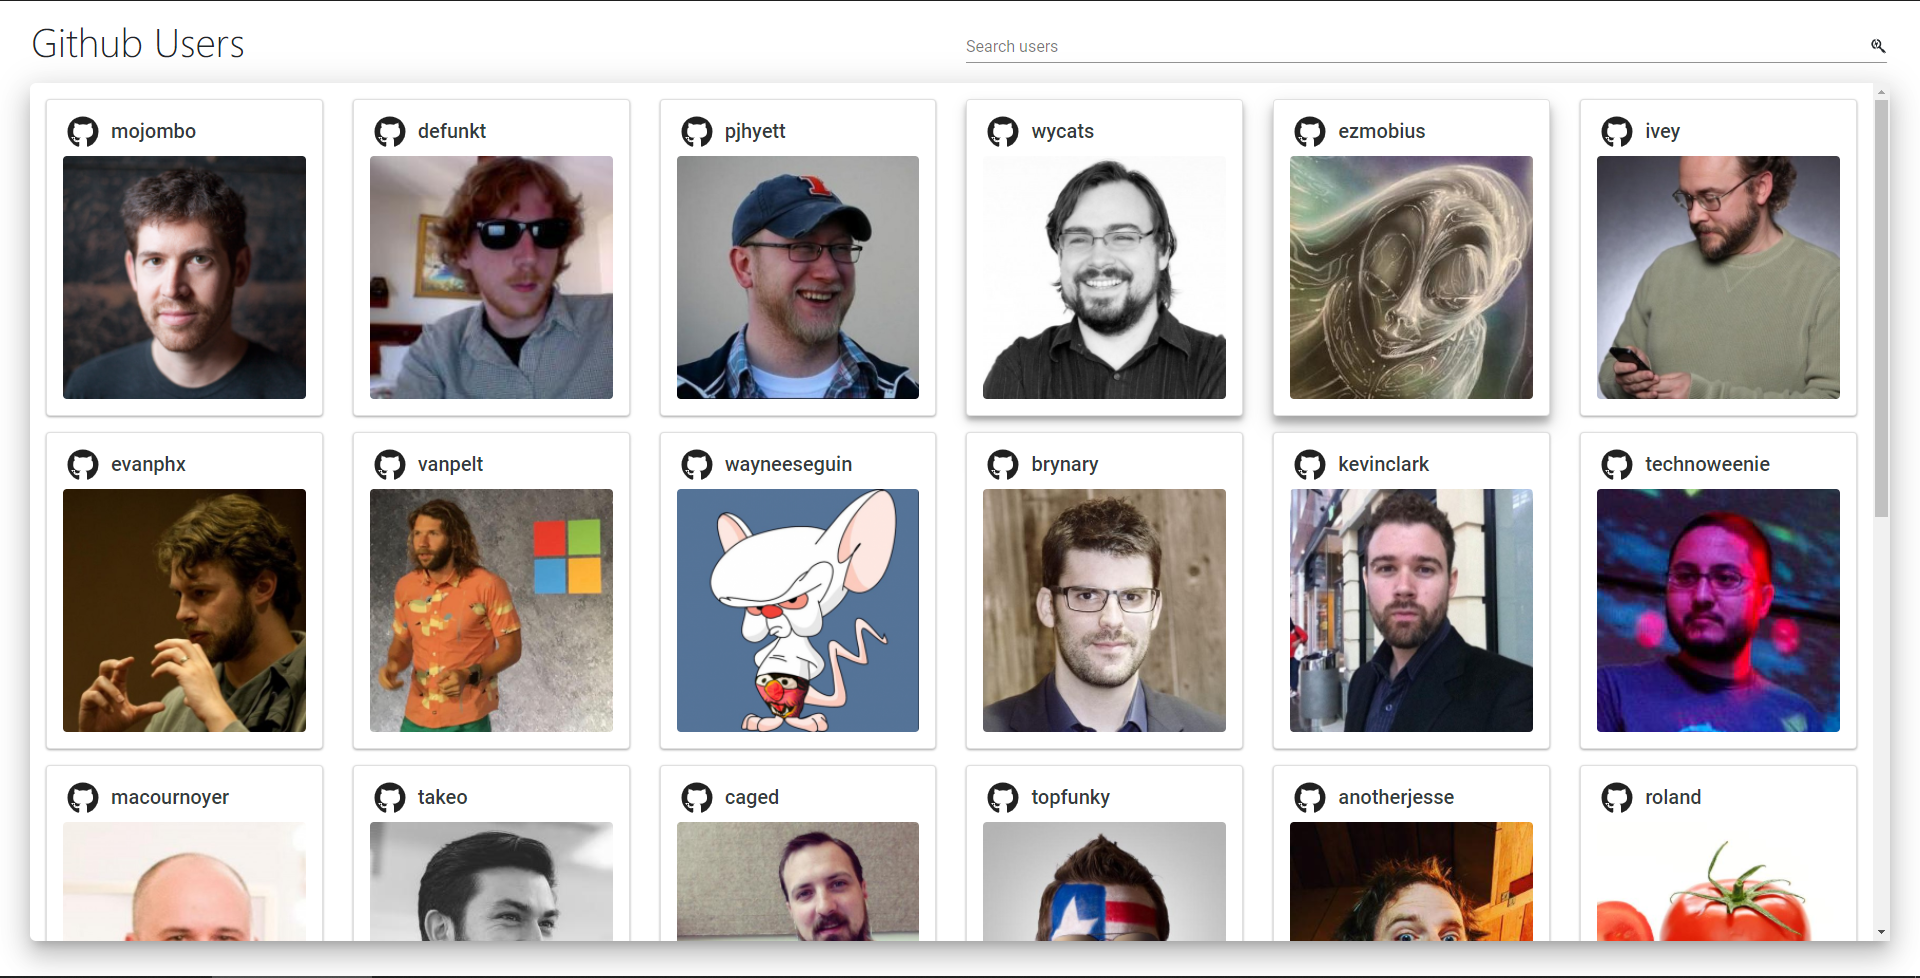 Github Users
Search users
mojombo
defunkt
pjhyett
wycats
ezmobius
ivey
evanphx
vanpelt
wayneeseguin
brynary
kevinclark
technoweenie
macournoyer
takeo
caged
topfunky
anotherjesse
roland